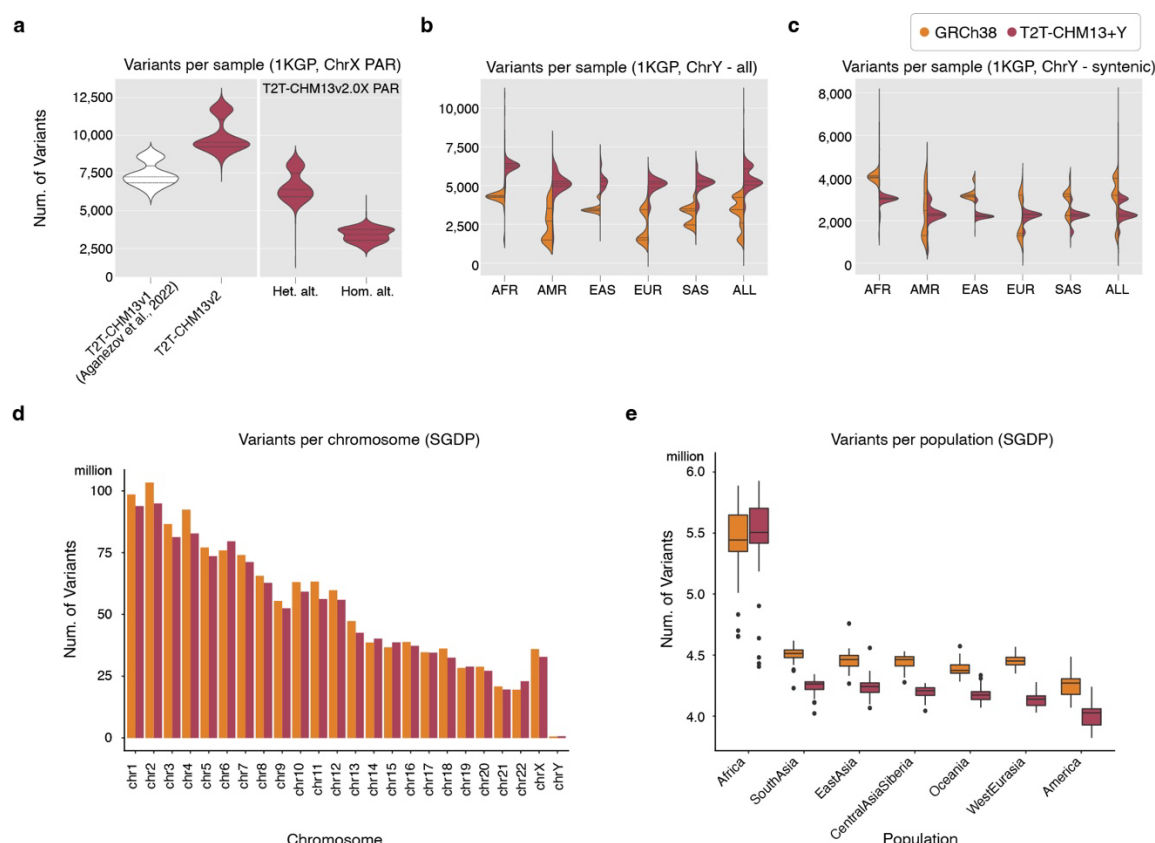 a
b
c
GRCh38
T2T-CHM13+Y
Variants per sample (1KGP, ChrX PAR)
T2T-CHM13v2.0X PAR
Num. of Variants
12,500
10,000
7,500
5,000
2,500
0
T2T-CHM13v1
(Aganezov et al., 2022)
T2T-CHM13v2
Het. alt.
Hom. alt.
Variants per sample (1KGP, ChrY - all)
10,000
8,000
5,000
4,000
2,000
0
AFR
AMR
EAS
EUR
SAS
ALL
Variants per sample (1KGP, ChrY - syntenic)
8,000
6,000
4,000
2,000
0
AFR
AMR
EAS
EUR
SAS
ALL
d
Variants per chromosome (SGDP)
million
Num. of Variants
100
75
50
25
0
chr1
chr2
chr3
chr4
chr5
chr6
chr7
chr8
chr9
chr10
chr11
chr12
chr13
chr14
chr15
chr16
chr17
chr18
chr19
chr20
chr21
chr22
chrX
chrY
Chromosome
e
Variants per population (SGDP)
million
Num. of Variants
6.0
5.5
5.0
4.5
4.0
Africa
SouthAsia
EastAsia
CentralAsiaSiberia
Oceania
WestEurasia
America
Population